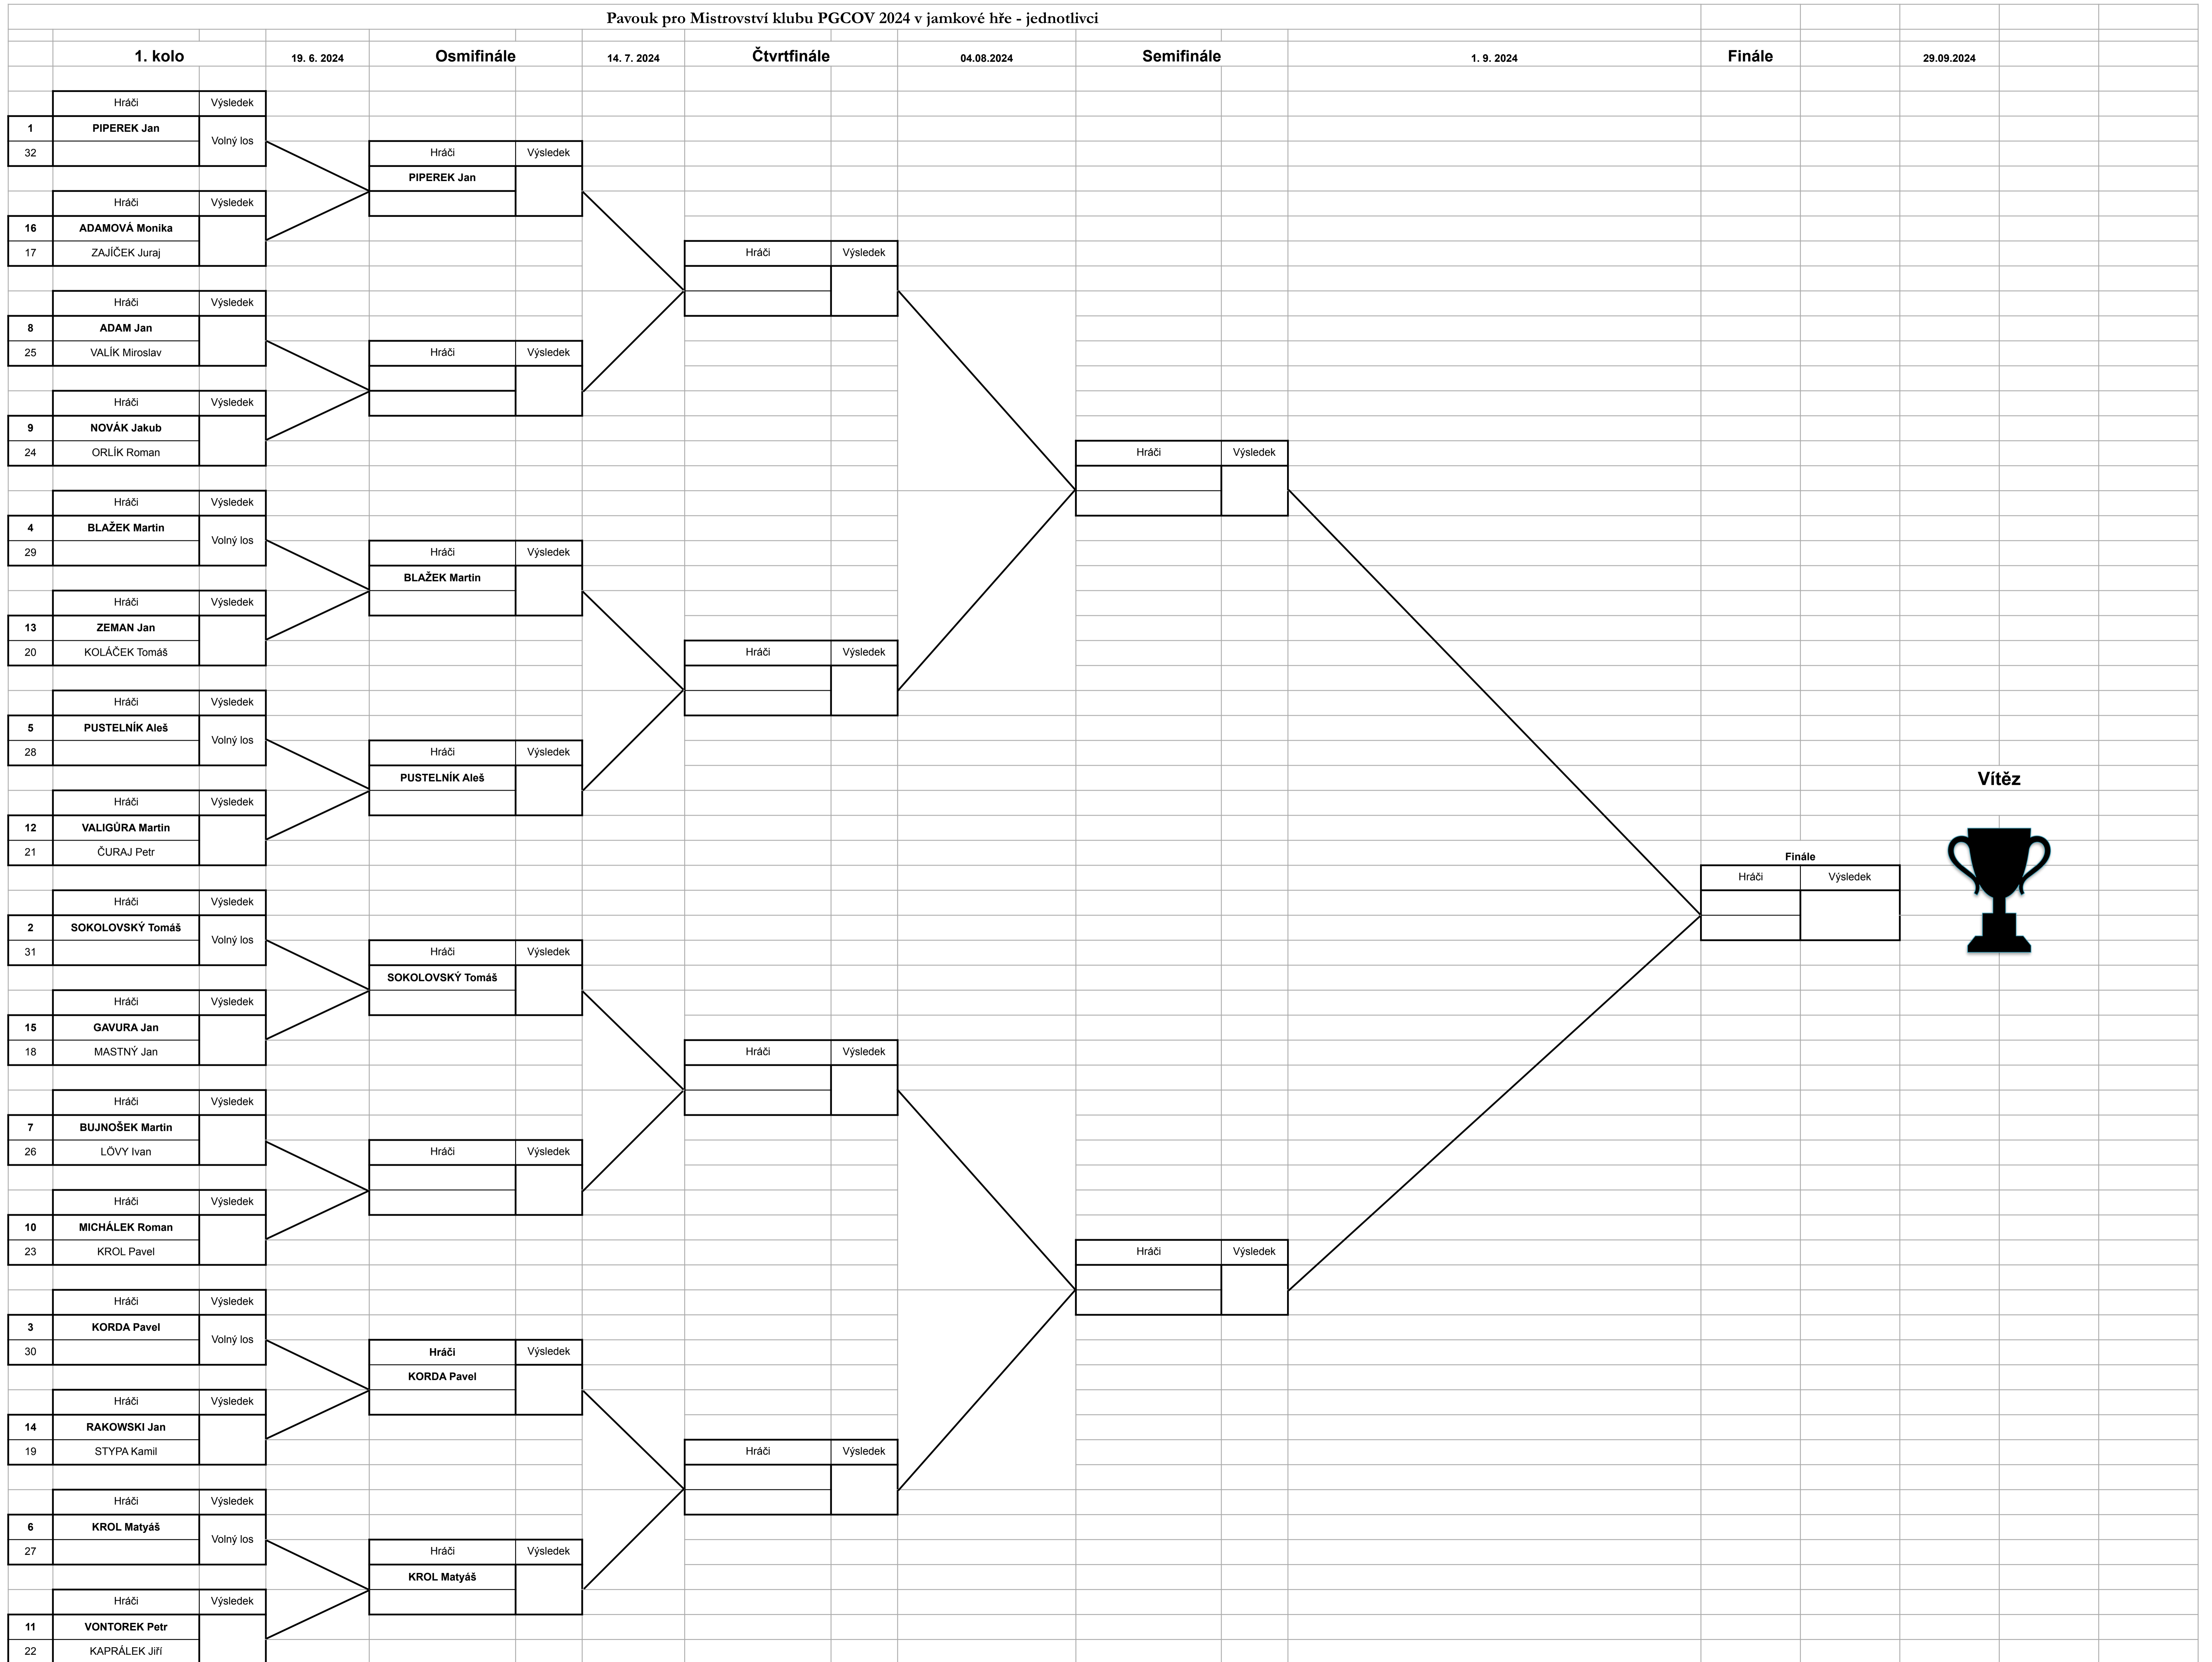 Pavouk pro Mistrovství klubu PGCOV 2024 v jamkové hře - jednotlivci
1. kolo 19. 6. 2024 Osmifinále 14. 7. 2024 Čtvrtfinále 04.08.2024 Semifinále 1. 9. 2024 Finále 29.09.2024
Hráči Výsledek
1 PIPEREK Jan
Volný los
32
Hráči Výsledek
PIPEREK Jan
Hráči Výsledek
16 ADAMOVÁ Monika
17 ZAJÍČEK Juraj
Hráči Výsledek
Hráči Výsledek
8 ADAM Jan
25 VALÍK Miroslav
Hráči Výsledek
Hráči Výsledek
9 NOVÁK Jakub
24 ORLÍK Roman
Hráči Výsledek
Hráči Výsledek
4 BLAŽEK Martin
Volný los
29
Hráči Výsledek
BLAŽEK Martin
Hráči Výsledek
13 ZEMAN Jan
20 KOLÁČEK Tomáš
Hráči Výsledek
Hráči Výsledek
5 PUSTELNÍK Aleš
Volný los
28
Hráči Výsledek
PUSTELNÍK Aleš
Vítěz
Hráči Výsledek
12 VALIGŮRA Martin
21 ČURAJ Petr
Finále
Hráči Výsledek
Hráči Výsledek
2 SOKOLOVSKÝ Tomáš
Volný los
31
Hráči Výsledek
SOKOLOVSKÝ Tomáš
Hráči Výsledek
15 GAVURA Jan
18 MASTNÝ Jan
Hráči Výsledek
Hráči Výsledek
7 BUJNOŠEK Martin
26 LÖVY Ivan
Hráči Výsledek
Hráči Výsledek
10 MICHÁLEK Roman
23 KROL Pavel
Hráči Výsledek
Hráči Výsledek
3 KORDA Pavel
Volný los
30
Hráči Výsledek
KORDA Pavel
Hráči Výsledek
14 RAKOWSKI Jan
19 STYPA Kamil
Hráči Výsledek
Hráči Výsledek
6 KROL Matyáš
Volný los
27
Hráči Výsledek
KROL Matyáš
Hráči Výsledek
11 VONTOREK Petr
22 KAPRÁLEK Jiří